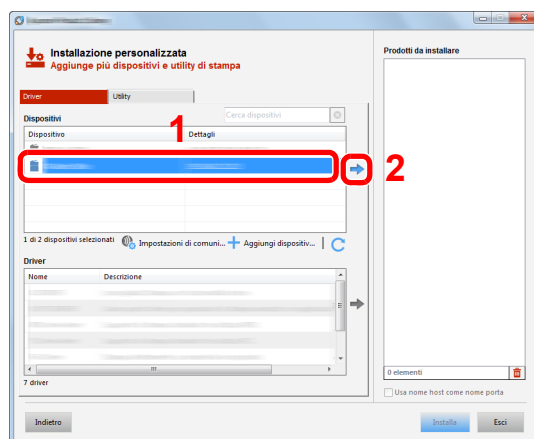 Installazione personalizzata
Aggiunge più dispositivi e utility di stampa
Prodotti da installare
Driver
Utility
Dispositivi
Cerca dispositivi
1
Dispositivo
Dettagli
2
1 di 2 dispositivi selezionati
Impostazioni di comuni...
Aggiungi dispositiv...
Driver
Nome
Descrizione
7 driver
0 elementi
Usa nome host come nome porta
Indietro
Installa
Esci